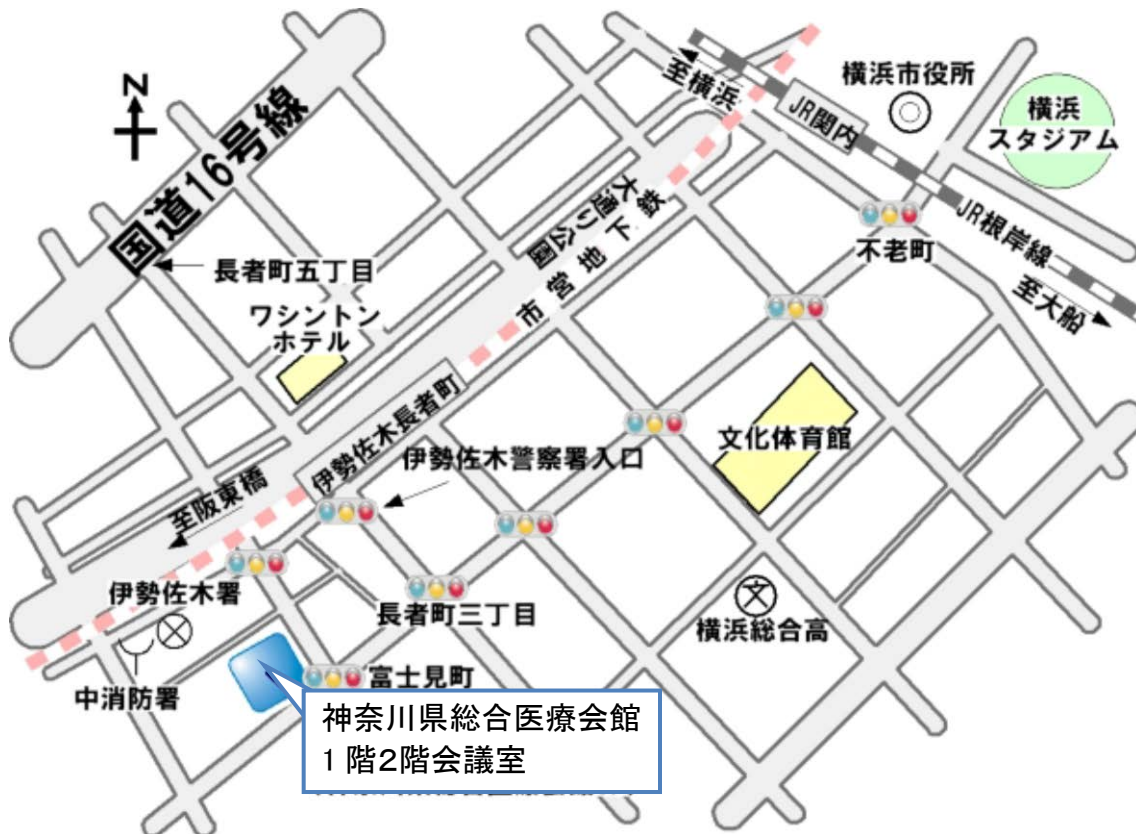 N
国道16号線
至横浜
JR関内
横浜市役所
横浜
スタジアム
大通り公園
市営地下鉄
JR根岸線
不老町
至大船
長者町五丁目
ワシントン
ホテル
伊勢佐木長者町
伊勢佐木警察署入口
文化体育館
至阪東橋
伊勢佐木署
長者町三丁目
横浜総合高
中消防署
富士見町
神奈川県総合医療会館
1階2階会議室